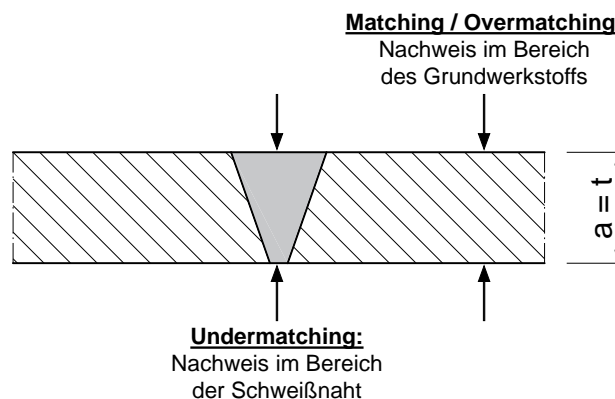 Matching / Overmatching
Nachweis im Bereich
des Grundwerkstoffs
a = t
Undermatching:
Nachweis im Bereich
der Schweißnaht